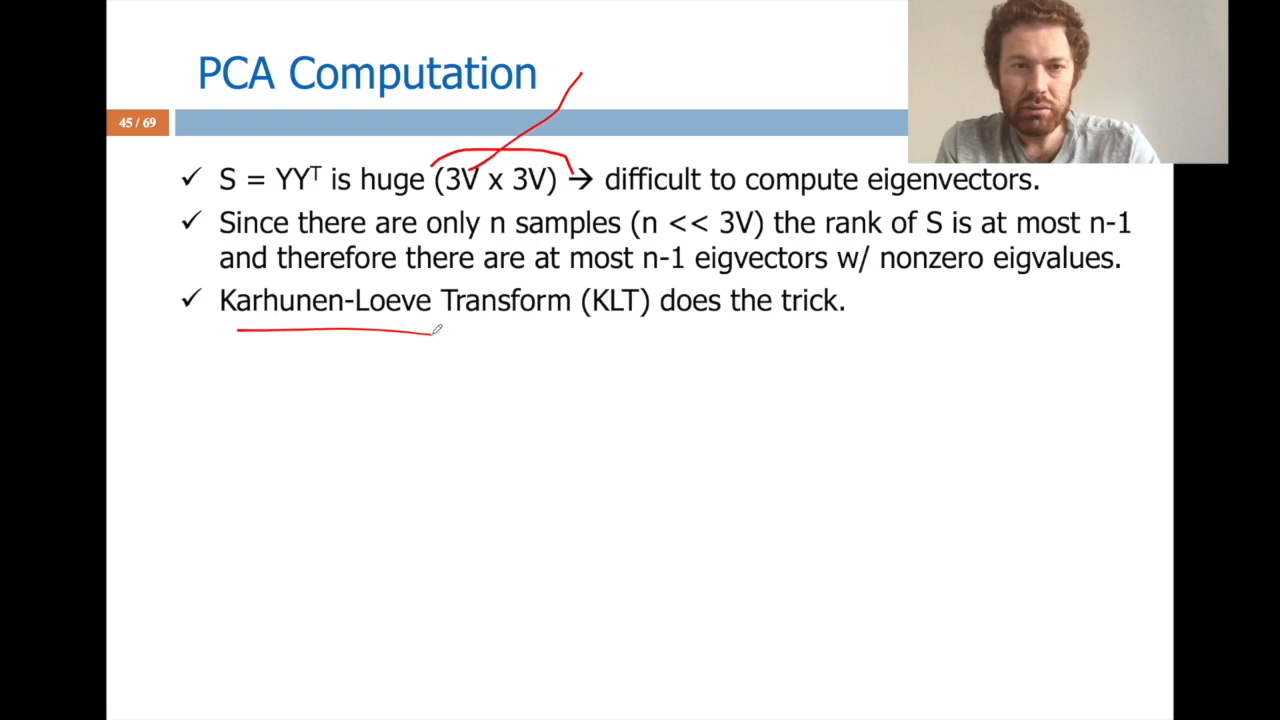 PCA Computation
45 / 69
✓ S = YYᵀ is huge (3V x 3V) → difficult to compute eigenvectors.
✓ Since there are only n samples (n << 3V) the rank of S is at most n-1
and therefore there are at most n-1 eigvectors w/ nonzero eigvalues.
✓ Karhunen-Loeve Transform (KLT) does the trick.